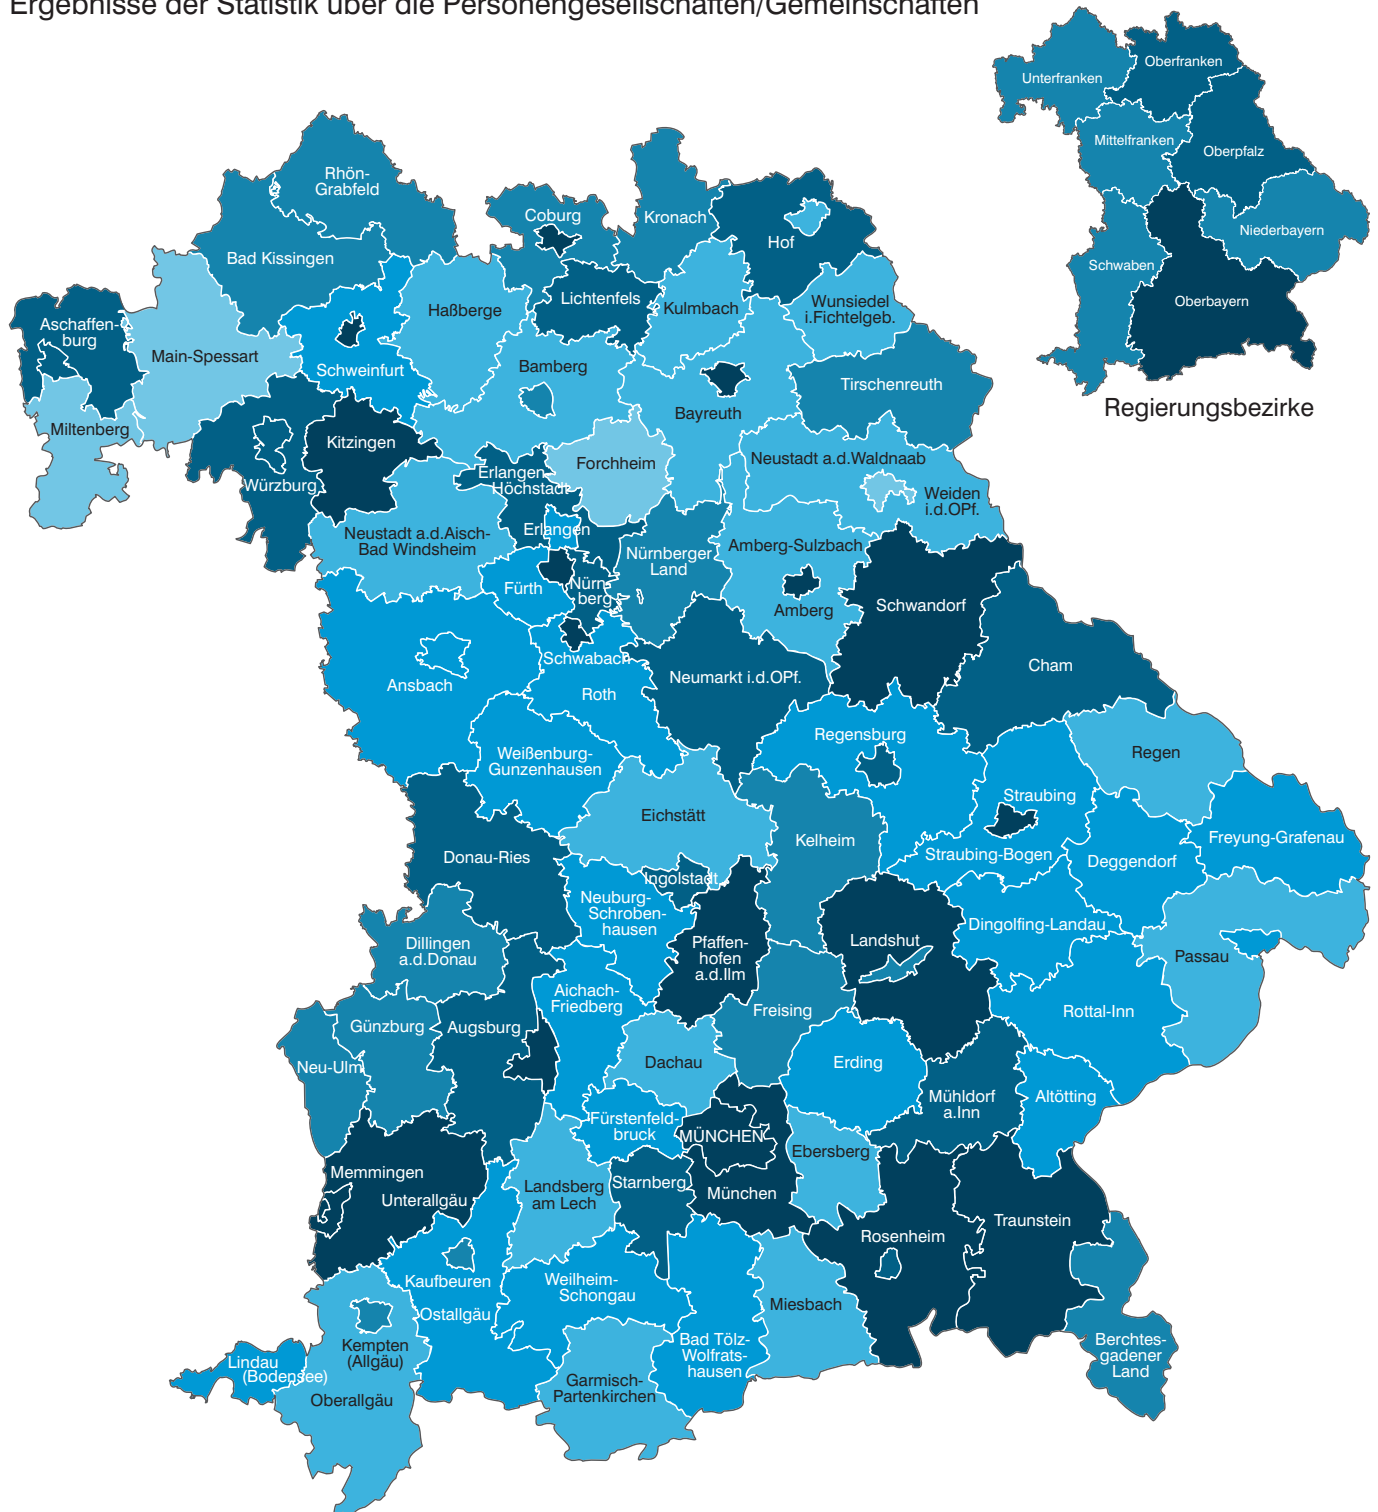 Ergebnisse der Statistik über die Personengesellschaften/Gemeinschaften
Unterfranken
Oberfranken
Mittelfranken
Oberpfalz
Niederbayern
Schwaben
Oberbayern
Regierungsbezirke
Rhön-
Grabfeld
Coburg
Kronach
Hof
Bad Kissingen
Lichtenfels
Kulmbach
Wunsiedel
i.Fichtelgeb.
Haßberge
Aschaffen-
burg
Main-Spessart
Schweinfurt
Bamberg
Tirschenreuth
Bayreuth
Miltenberg
Kitzingen
Würzburg
Forchheim
Erlangen-
Höchstadt
Neustadt a.d.Waldnaab
Weiden
i.d.OPf.
Neustadt a.d.Aisch-
Bad Windsheim
Erlangen
Nürnberger
Land
Amberg-Sulzbach
Fürth
Nürn-
berg
Amberg
Schwandorf
Schwabach
Ansbach
Roth
Neumarkt i.d.OPf.
Cham
Regensburg
Weißenburg-
Gunzenhausen
Regen
Straubing
Eichstätt
Kelheim
Freyung-Grafenau
Donau-Ries
Straubing-Bogen
Deggendorf
Ingolstadt
Neuburg-
Schroben-
hausen
Dingolfing-Landau
Dillingen
a.d.Donau
Pfaffen-
hofen
a.d.Ilm
Landshut
Passau
Aichach-
Friedberg
Freising
Rottal-Inn
Günzburg
Augsburg
Neu-Ulm
Dachau
Erding
Mühldorf
a.Inn
Altötting
Fürstenfeld-
bruck
MÜNCHEN
Ebersberg
Memmingen
Unterallgäu
Landsberg
am Lech
Starnberg
München
Traunstein
Rosenheim
Kaufbeuren
Weilheim-
Schongau
Ostallgäu
Miesbach
Kempten
(Allgäu)
Bad Tölz-
Wolfrats-
hausen
Berchtes-
gadener
Land
Lindau
(Bodensee)
Garmisch-
Partenkirchen
Oberallgäu